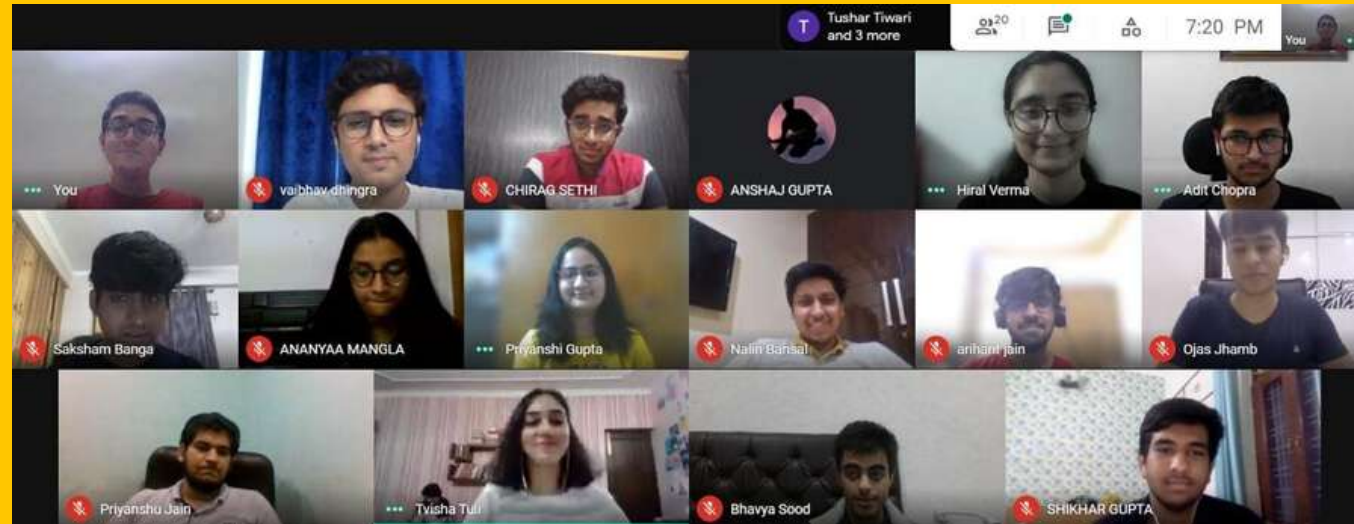 T
Tushar Tiwari
and 3 more
20
7:20 PM
You
You
vaibhav dhingra
CHIRAG SETHI
ANSHAJ GUPTA
Hiral Verma
Adit Chopra
Saksham Banga
ANANYAA MANGLA
Priyanshi Gupta
Nalin Bansal
arihant jain
Ojas Jhamb
Priyanshu Jain
Tvisha Tuli
Bhavya Sood
SHIKHAR GUPTA